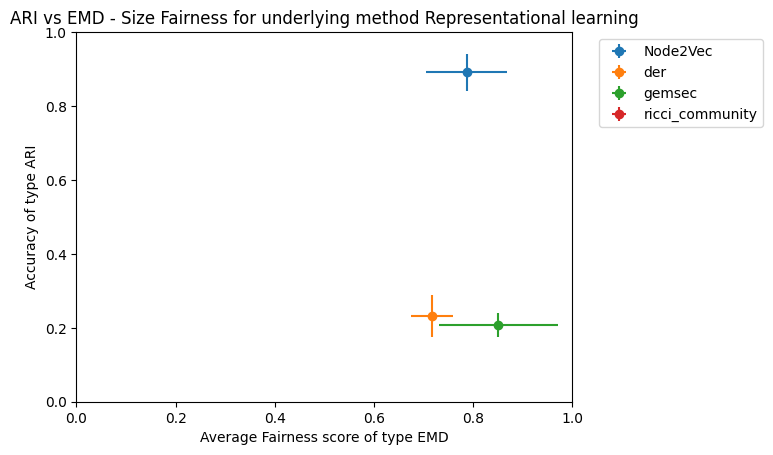 ARI vs EMD - Size Fairness for underlying method Representational learning
1.0
0.8
0.6
0.4
0.2
0.0
Accuracy of type ARI
0.0 0.2 0.4 0.6 0.8 1.0
Average Fairness score of type EMD
Node2Vec
der
gemsec
ricci_community